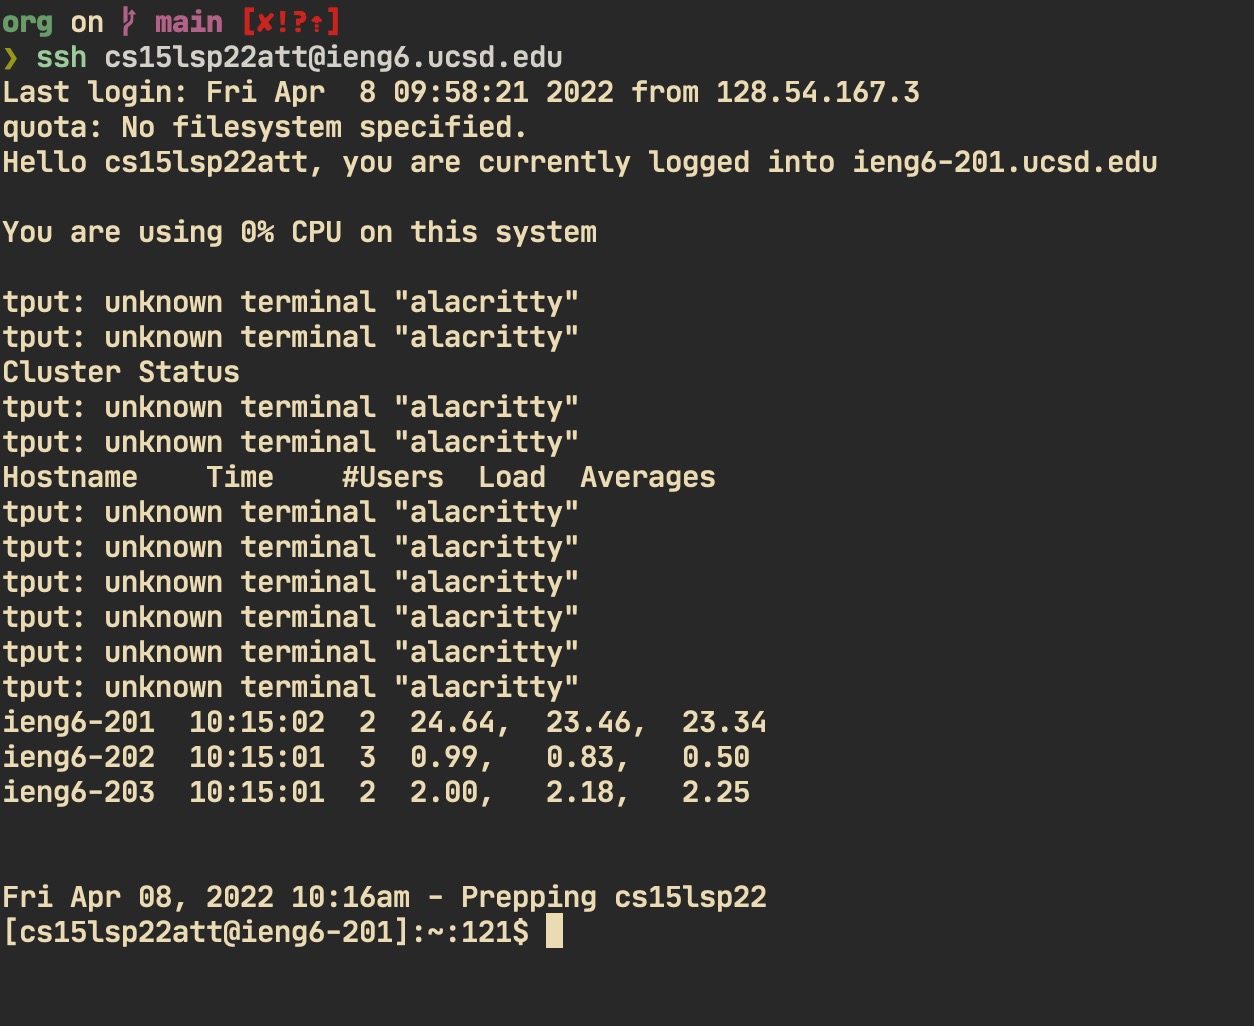 org on main [✘!?⇡]
❯ ssh cs15lsp22att@ieng6.ucsd.edu
Last login: Fri Apr  8 09:58:21 2022 from 128.54.167.3
quota: No filesystem specified.
Hello cs15lsp22att, you are currently logged into ieng6-201.ucsd.edu
You are using 0% CPU on this system
tput: unknown terminal "alacritty"
tput: unknown terminal "alacritty"
Cluster Status
tput: unknown terminal "alacritty"
tput: unknown terminal "alacritty"
Hostname    Time    #Users  Load  Averages
tput: unknown terminal "alacritty"
tput: unknown terminal "alacritty"
tput: unknown terminal "alacritty"
tput: unknown terminal "alacritty"
tput: unknown terminal "alacritty"
tput: unknown terminal "alacritty"
ieng6-201  10:15:02  2  24.64,  23.46,  23.34
ieng6-202  10:15:01  3  0.99,   0.83,   0.50
ieng6-203  10:15:01  2  2.00,   2.18,   2.25
Fri Apr 08, 2022 10:16am - Prepping cs15lsp22
[cs15lsp22att@ieng6-201]:~:121$